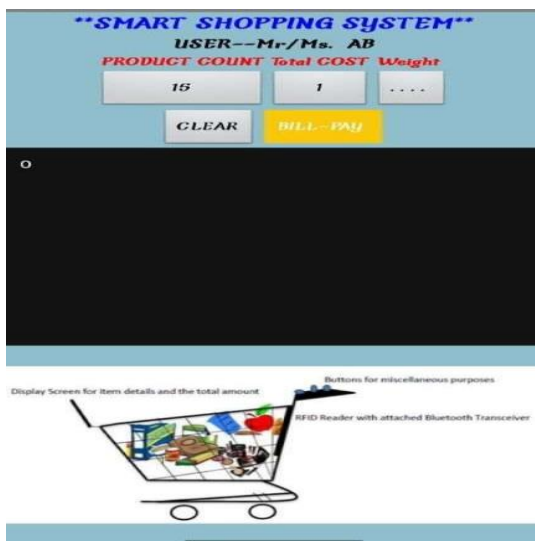 **SMART SHOPPING SYSTEM**
USER--Mr/Ms. AB
PRODUCT COUNT Total COST Weight
15 1 ....
CLEAR BILL-PAY
O
Buttons for miscellaneous purposes
Display Screen for item details and the total amount
RFID Reader with attached Bluetooth Transceiver